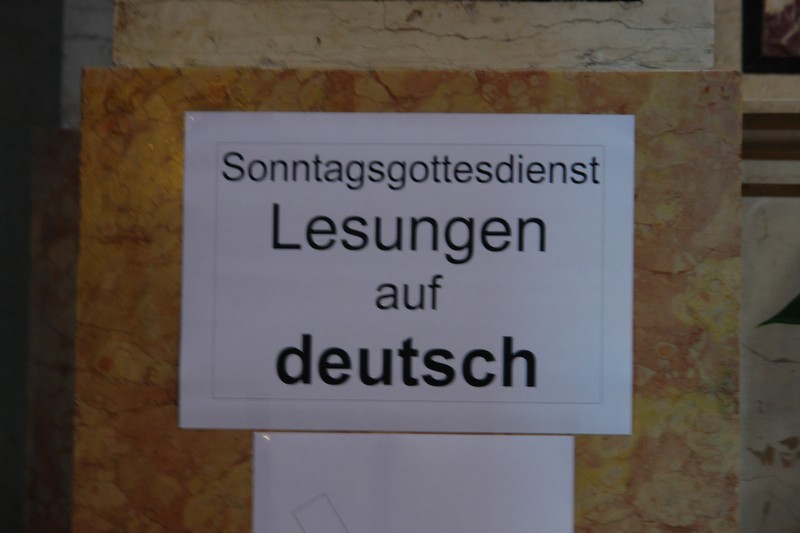 Sonntagsgottesdienst
Lesungen
auf
deutsch